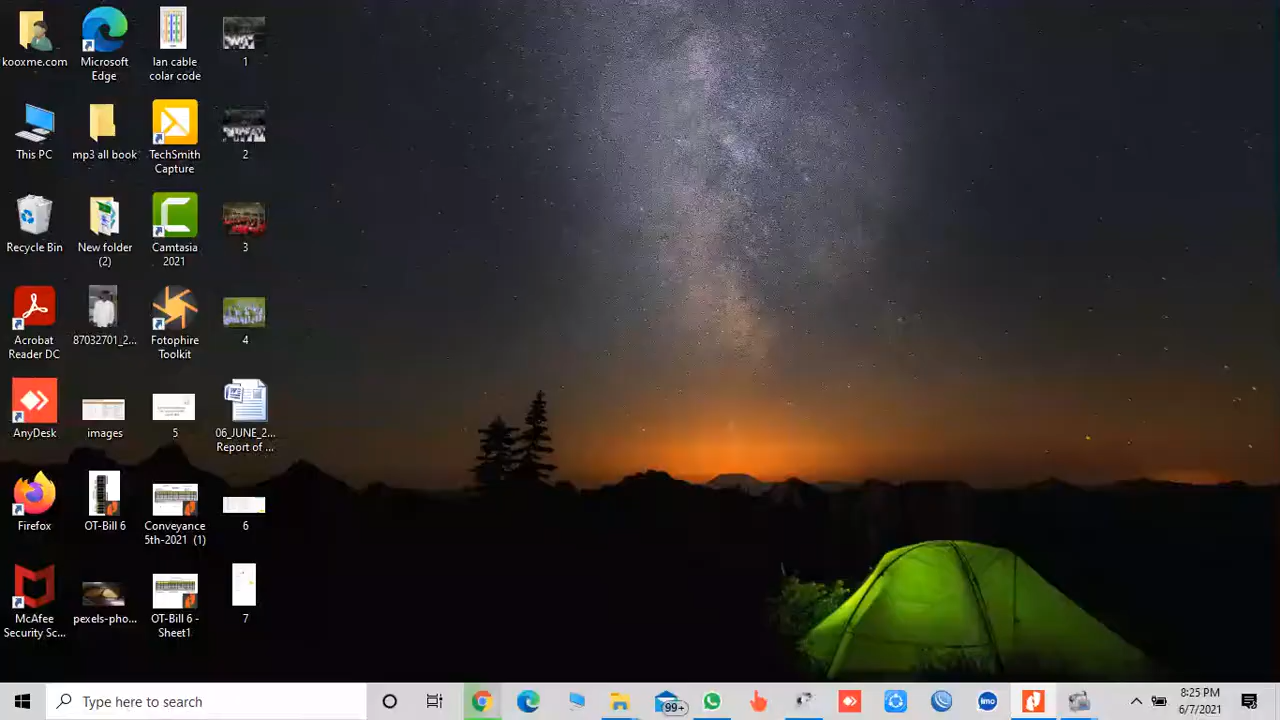 kooxme.com
Microsoft
Edge
lan cable
colar code
1
This PC
mp3 all book
TechSmith
Capture
2
Recycle Bin
New folder
(2)
Camtasia
2021
3
Acrobat
Reader DC
87032701_2...
Fotophire
Toolkit
4
AnyDesk
images
5
06_JUNE_2...
Report of ...
Firefox
OT-Bill 6
Conveyance
5th-2021 (1)
6
McAfee
Security Sc...
pexels-pho...
OT-Bill 6 -
Sheet1
7
Type here to search
99+
imo
8:25 PM
6/7/2021